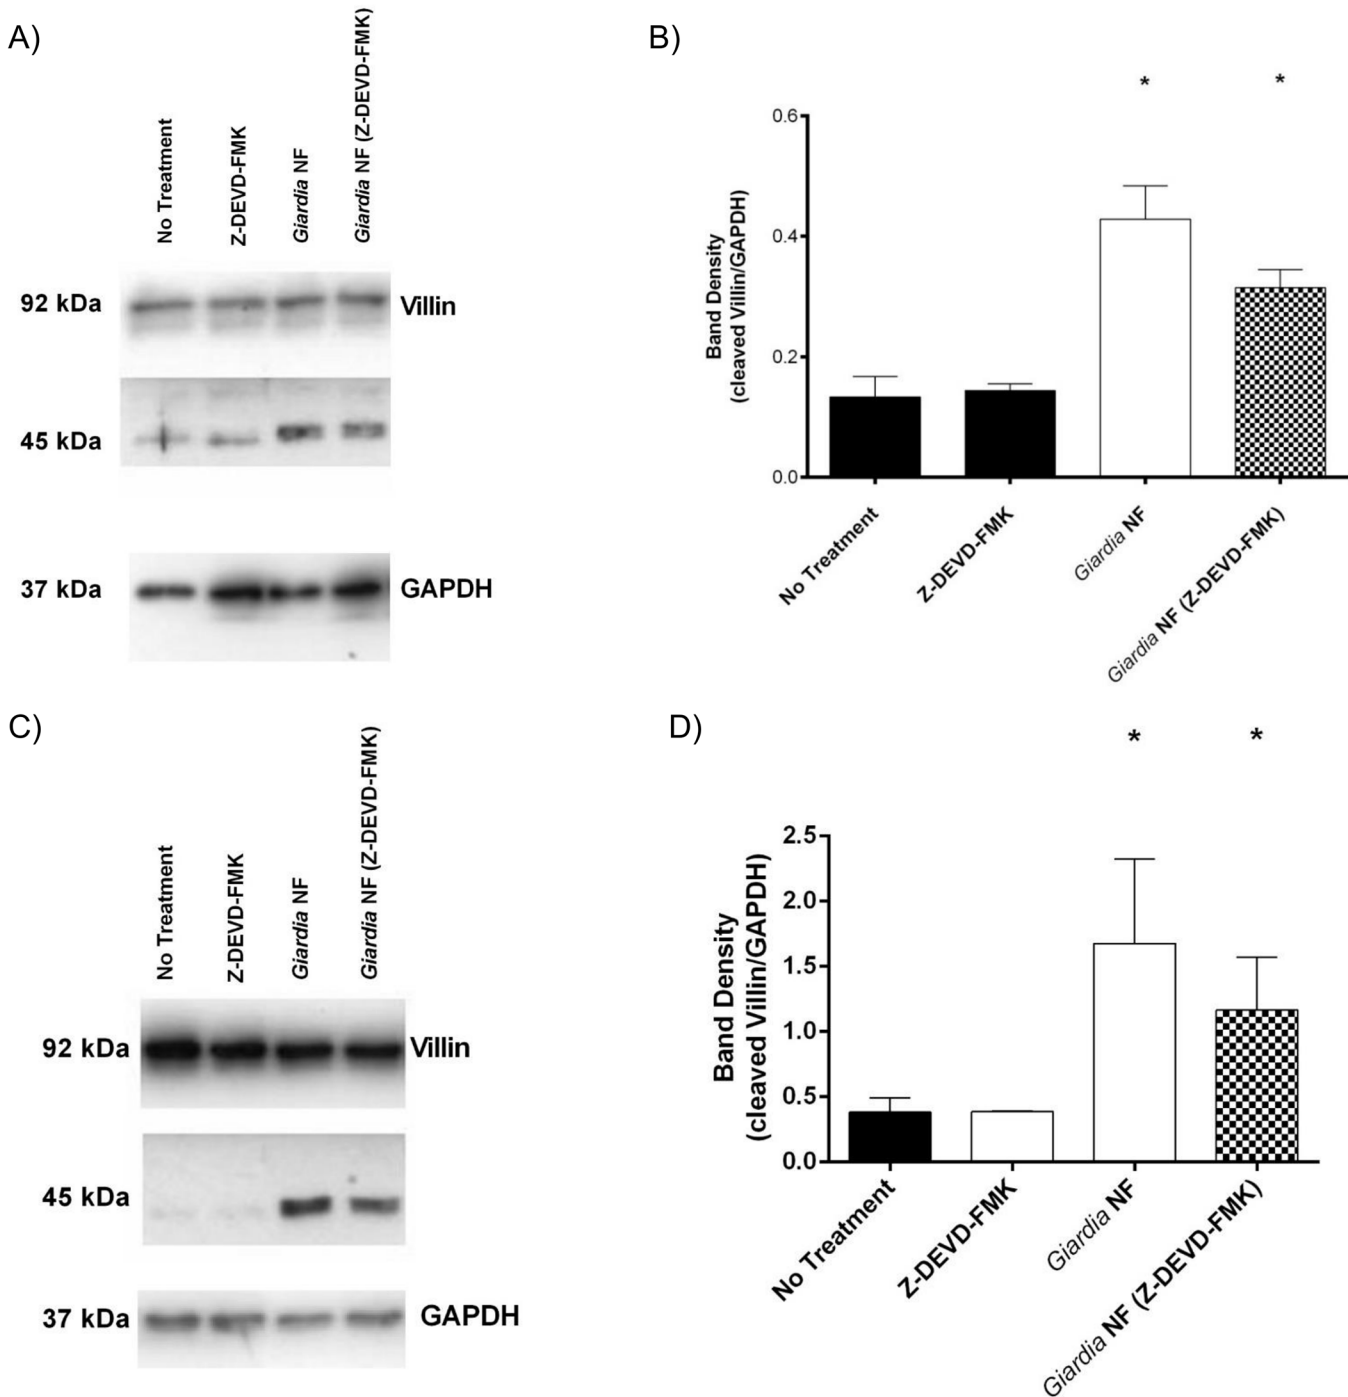 A)
No Treatment
Z-DEVD-FMK
Giardia NF
Giardia NF (Z-DEVD-FMK)
92 kDa
Villin
45 kDa
37 kDa
GAPDH
B)
* *
Band Density
(cleaved Villin/GAPDH)
0.6
0.4
0.2
0.0
No Treatment
Z-DEVD-FMK
Giardia NF
Giardia NF (Z-DEVD-FMK)
C)
No Treatment
Z-DEVD-FMK
Giardia NF
Giardia NF (Z-DEVD-FMK)
92 kDa
Villin
45 kDa
37 kDa
GAPDH
D)
* *
Band Density
(cleaved Villin/GAPDH)
2.5
2.0
1.5
1.0
0.5
0.0
No Treatment
Z-DEVD-FMK
Giardia NF
Giardia NF (Z-DEVD-FMK)